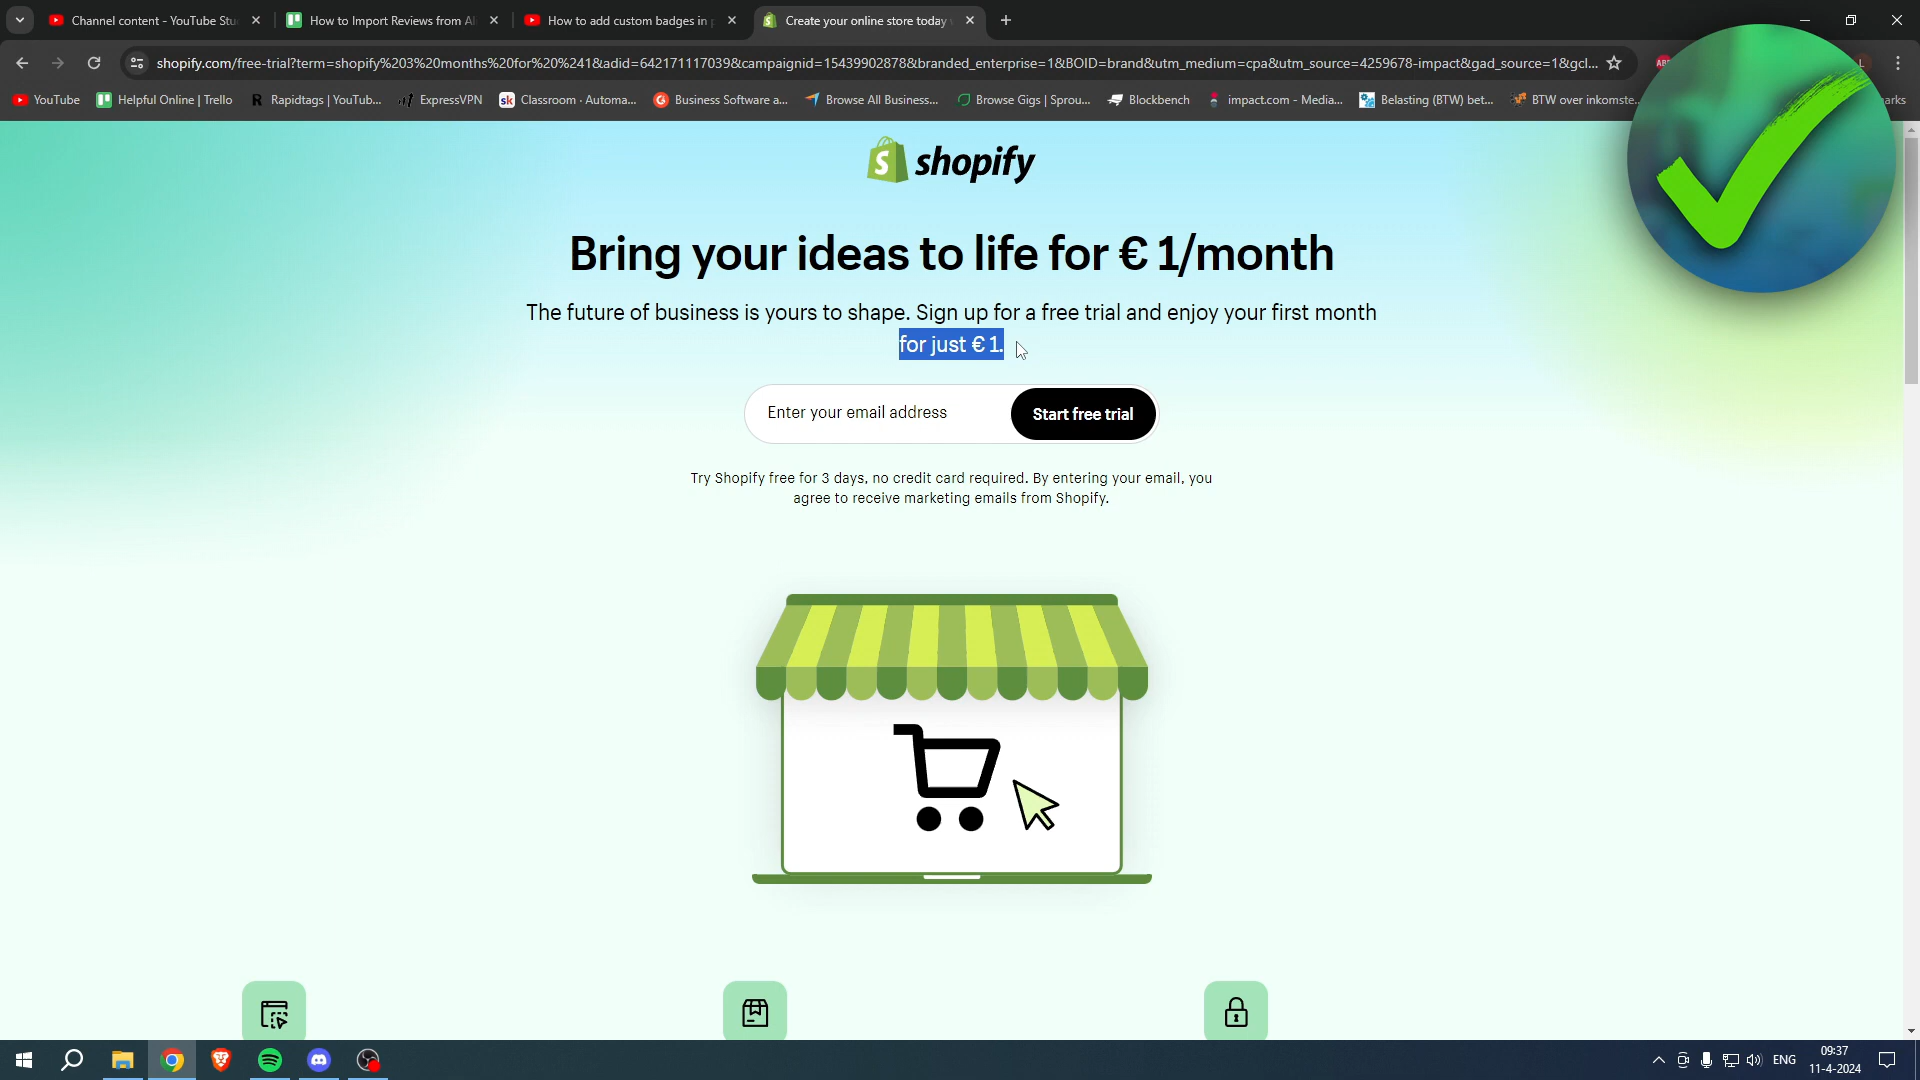 Channel content - YouTube Stu
How to Import Reviews from Al
How to add custom badges in
Create your online store today
shopify.com/free-trial?term=shopify%203%20months%20for%20%241&adid=642171117039&campaignid=15439902878&branded_enterprise=1&BOID=brand&utm_medium=cpa&utm_source=4259678-impact&gad_source=1&gcl...
YouTube
Helpful Online | Trello
Rapidtags | YouTub...
ExpressVPN
Classroom · Automa...
Business Software a...
Browse All Business...
Browse Gigs | Sprou...
Blockbench
impact.com - Media...
Belasting (BTW) bet...
BTW over inkomste...
shopify
Bring your ideas to life for € 1/month
The future of business is yours to shape. Sign up for a free trial and enjoy your first month
for just € 1.
Enter your email address
Start free trial
Try Shopify free for 3 days, no credit card required. By entering your email, you
agree to receive marketing emails from Shopify.
ENG
09:37
11-4-2024